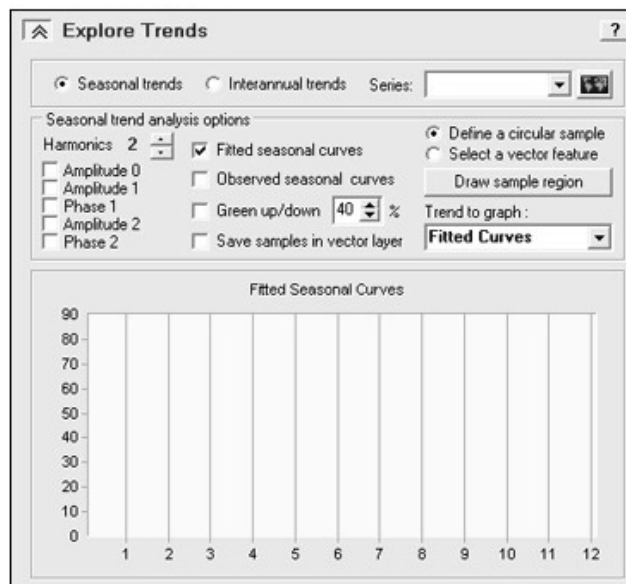 Explore Trends ?
Seasonal trends Interannual trends Series:
Seasonal trend analysis options
Harmonics 2
Amplitude 0
Amplitude 1
Phase 1
Amplitude 2
Phase 2
Fitted seasonal curves
Observed seasonal curves
Green up/down 40 %
Save samples in vector layer
Define a circular sample
Select a vector feature
Draw sample region
Trend to graph :
Fitted Curves
Fitted Seasonal Curves
90
80
70
60
50
40
30
20
10
0
1 2 3 4 5 6 7 8 9 10 11 12